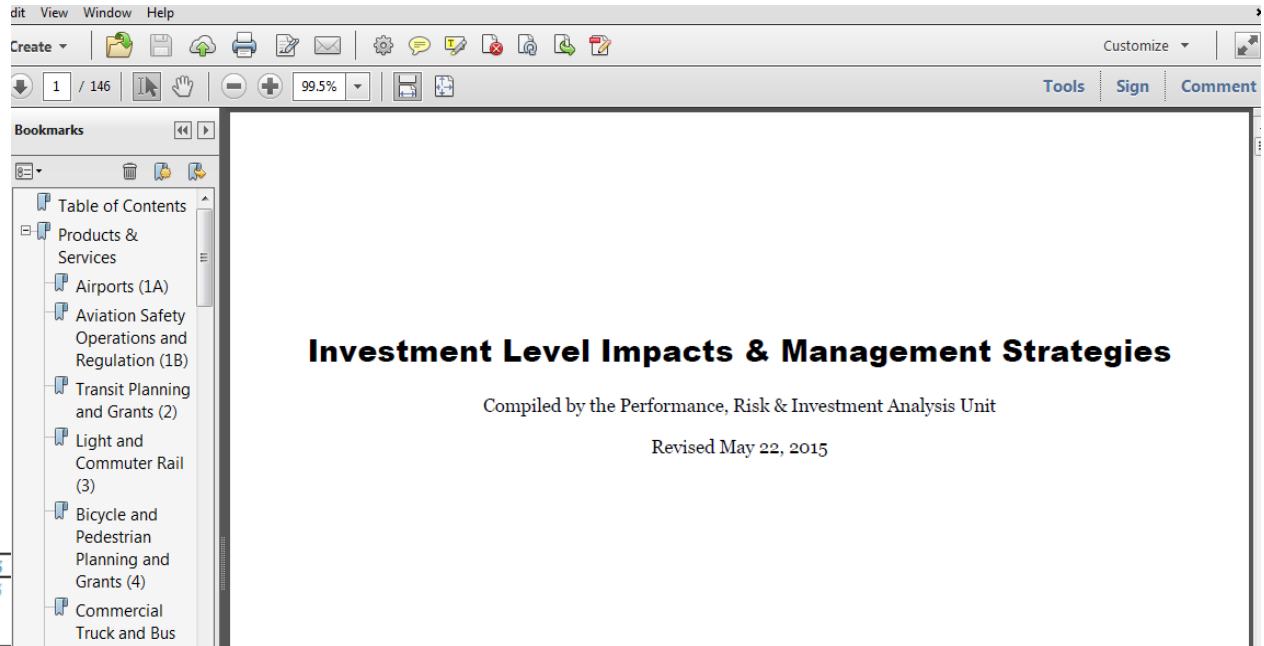 dit View Window Help
Create
Customize
1 / 146
99.5%
Tools Sign Comment
Bookmarks
Table of Contents
Products &
Services
Airports (1A)
Aviation Safety
Operations and
Regulation (1B)
Transit Planning
and Grants (2)
Light and
Commuter Rail
(3)
Bicycle and
Pedestrian
Planning and
Grants (4)
Commercial
Truck and Bus
Investment Level Impacts & Management Strategies
Compiled by the Performance, Risk & Investment Analysis Unit
Revised May 22, 2015